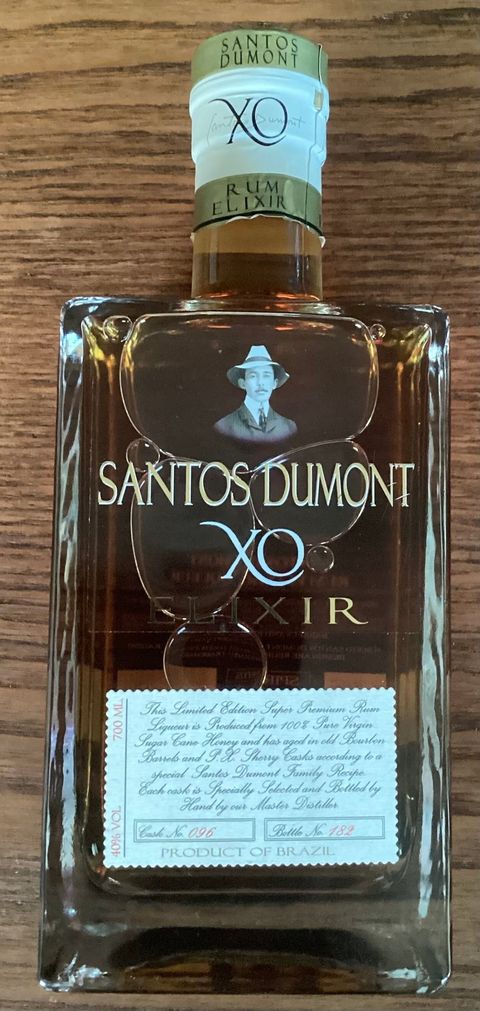 SANTOS
DUMONT
XO
Santos Dumont
RUM
ELIXIR
SANTOS DUMONT
XO
ELIXIR
This Limited Edition Super Premium Rum
Liqueur is Produced from 100% Pure Virgin
Sugar Cane Honey and has aged in old Bourbon
Barrels and P.X. Sherry Casks according to a
special Santos Dumont Family Recipe.
Each cask is Specially Selected and Bottled by
Hand by our Master Distiller
700 ML
40% VOL
Cask No. 096 Bottle No. 182
PRODUCT OF BRAZIL